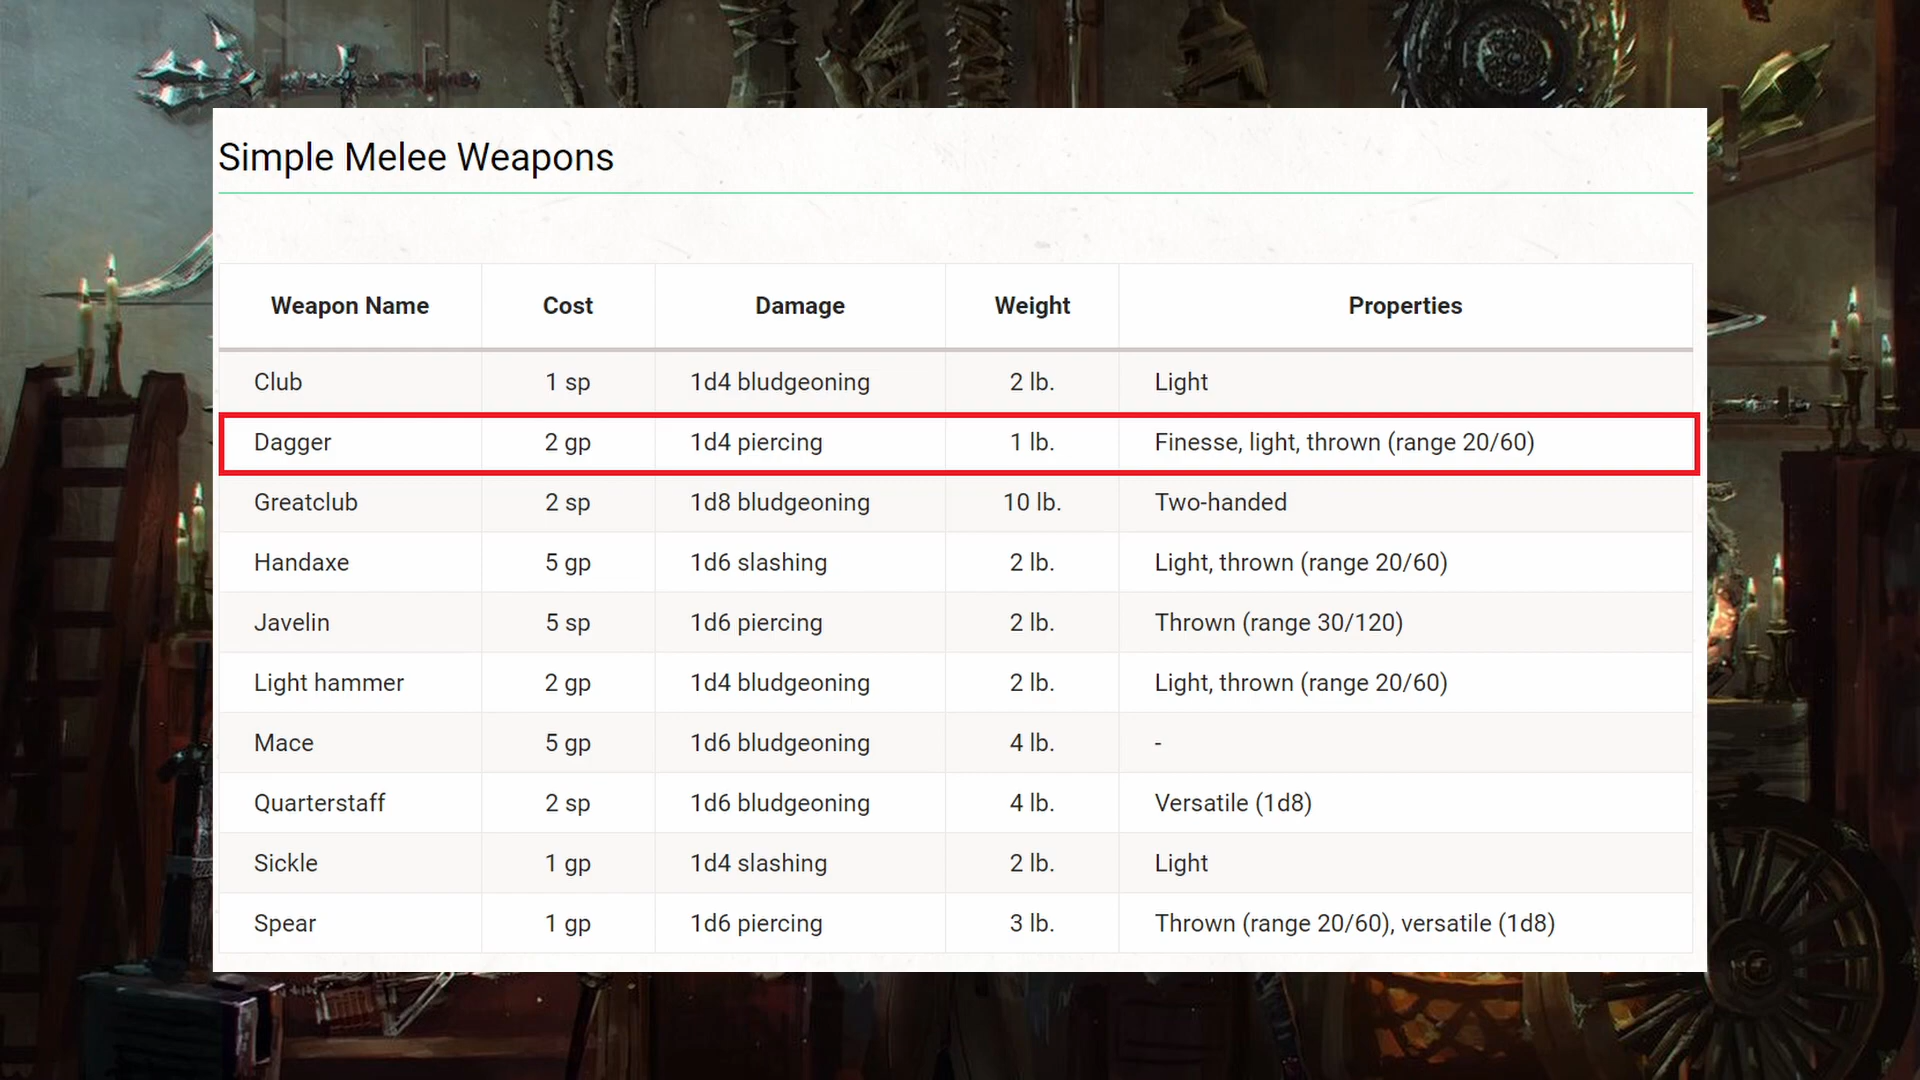 Simple Melee Weapons
Weapon Name Cost Damage Weight Properties
Club 1 sp 1d4 bludgeoning 2 lb. Light
Dagger 2 gp 1d4 piercing 1 lb. Finesse, light, thrown (range 20/60)
Greatclub 2 sp 1d8 bludgeoning 10 lb. Two-handed
Handaxe 5 gp 1d6 slashing 2 lb. Light, thrown (range 20/60)
Javelin 5 sp 1d6 piercing 2 lb. Thrown (range 30/120)
Light hammer 2 gp 1d4 bludgeoning 2 lb. Light, thrown (range 20/60)
Mace 5 gp 1d6 bludgeoning 4 lb. -
Quarterstaff 2 sp 1d6 bludgeoning 4 lb. Versatile (1d8)
Sickle 1 gp 1d4 slashing 2 lb. Light
Spear 1 gp 1d6 piercing 3 lb. Thrown (range 20/60), versatile (1d8)